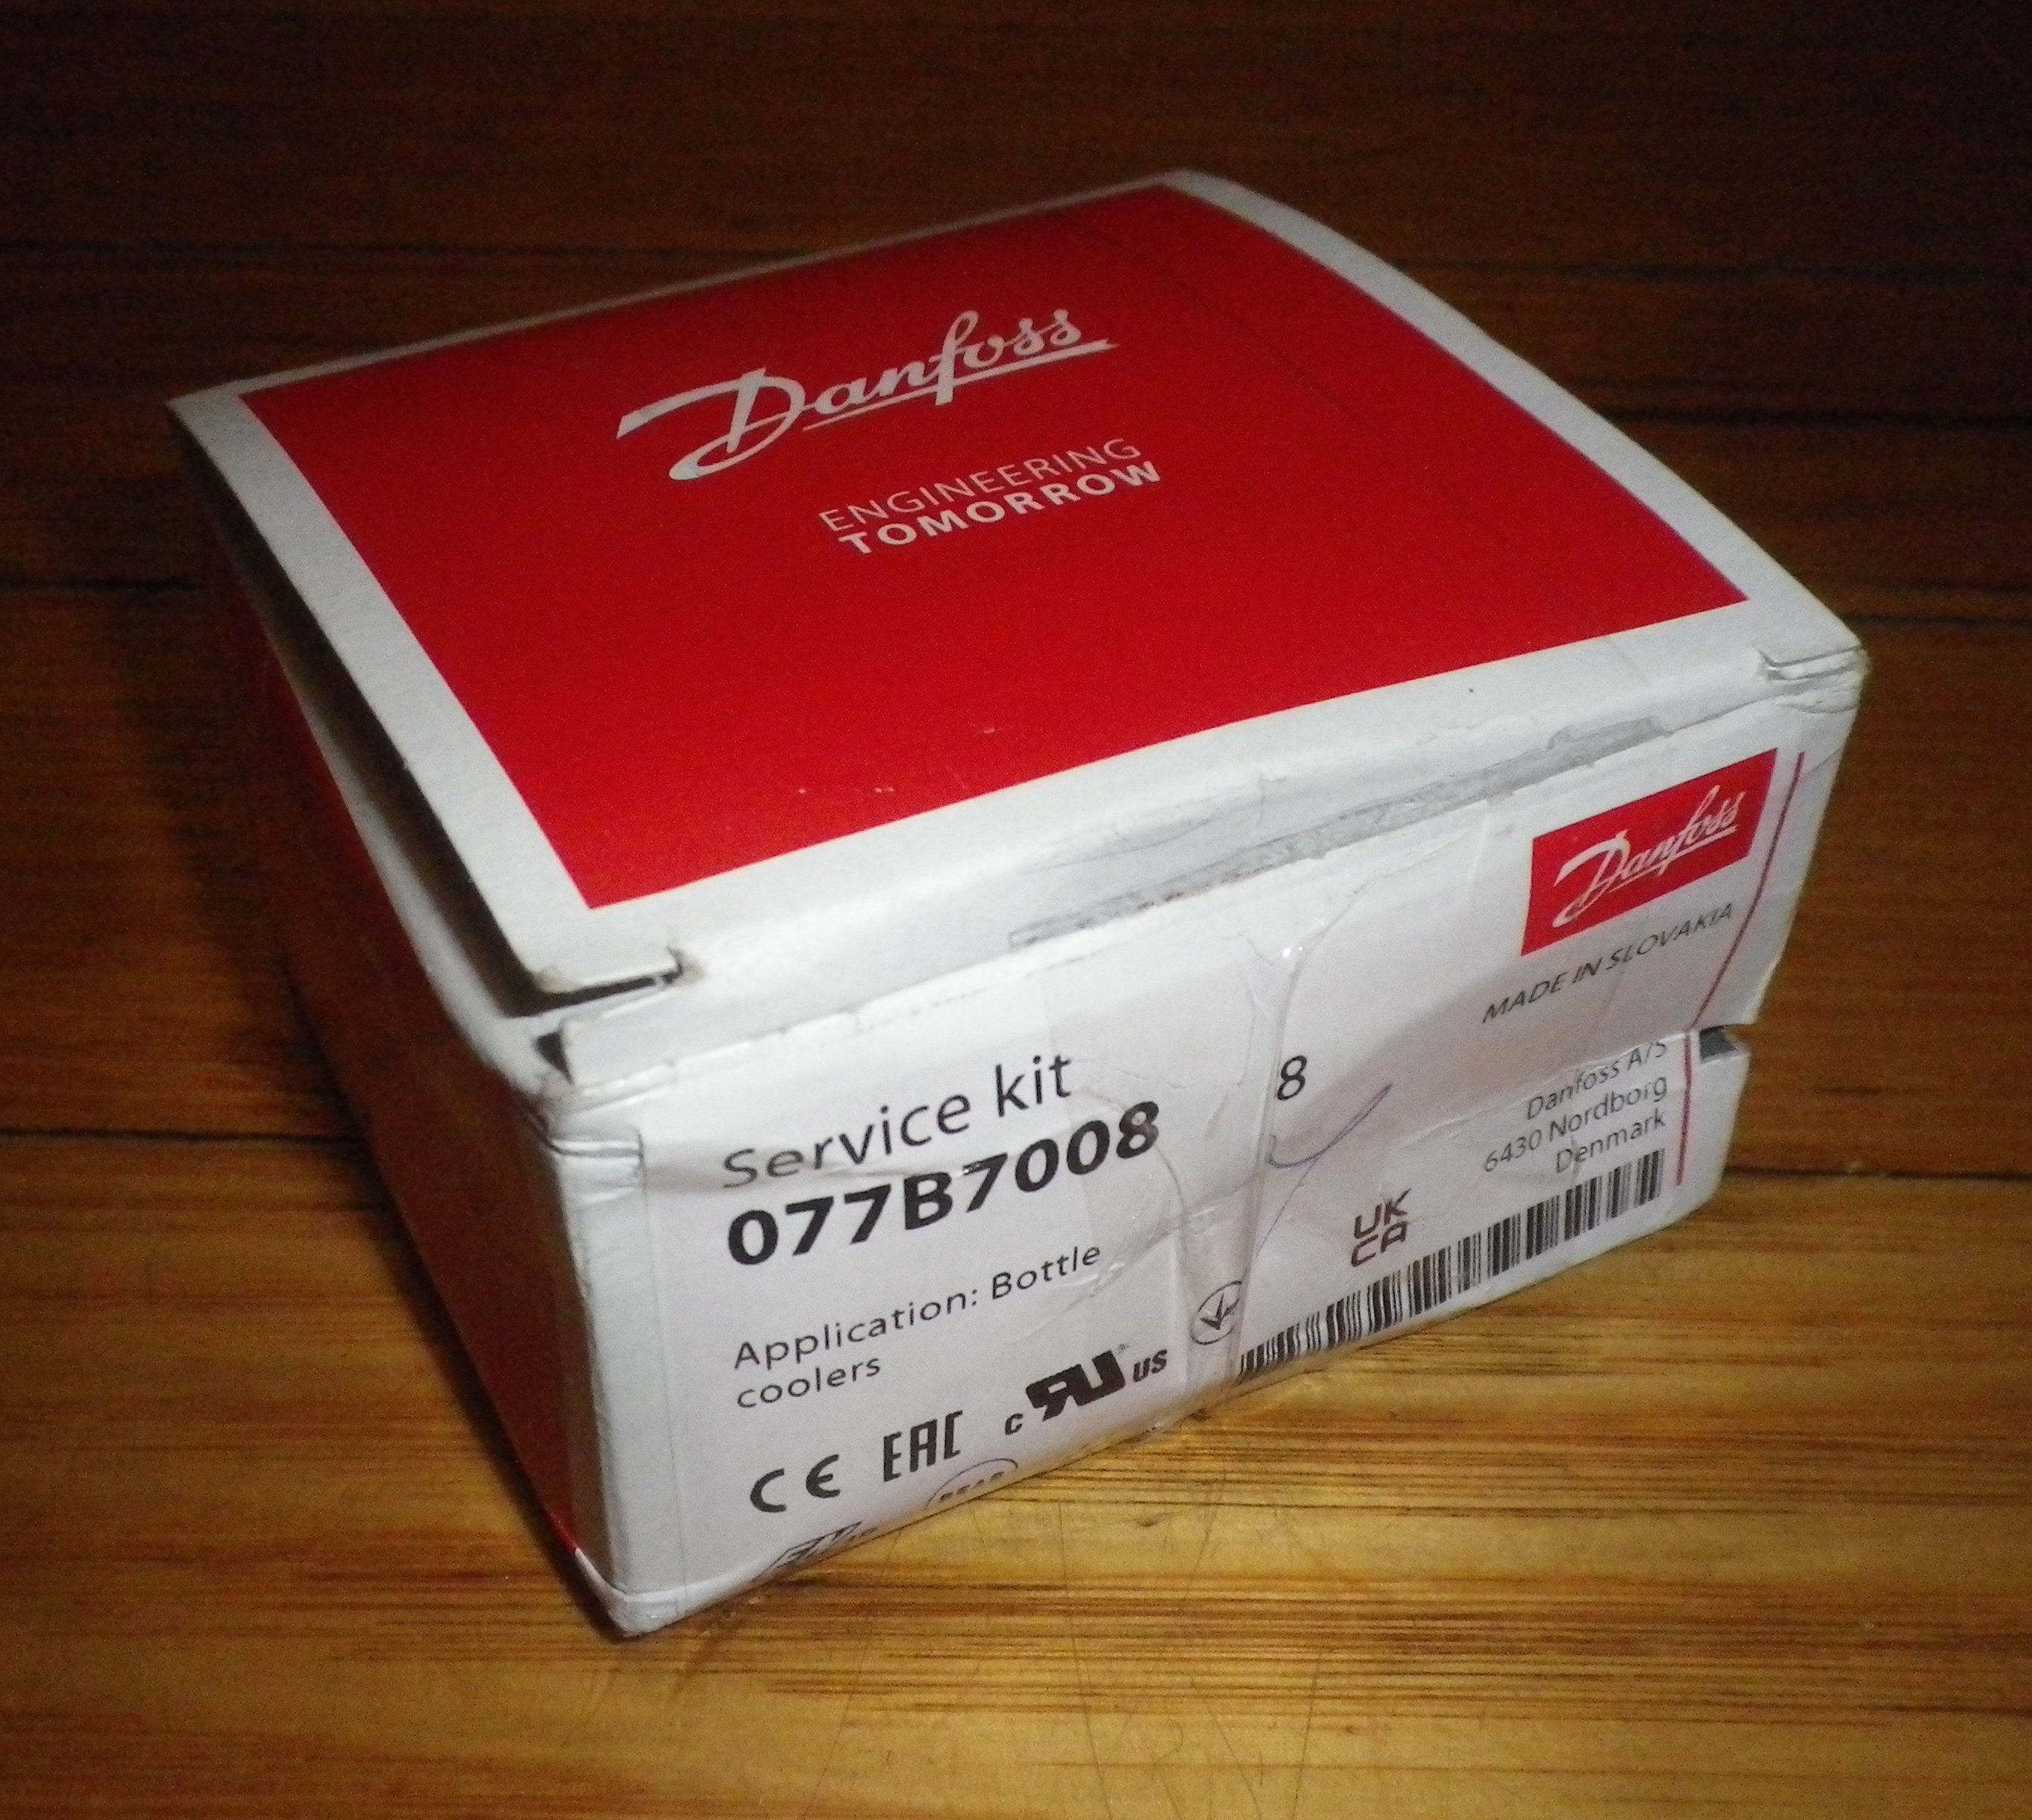 Danfoss
ENGINEERING
TOMORROW
Danfoss
MADE IN SLOVAKIA
Service kit
077B7008
8
Danfoss A/S
6430 Nordborg
Denmark
Application: Bottle
coolers
UK
CA
CE EAC c RU US